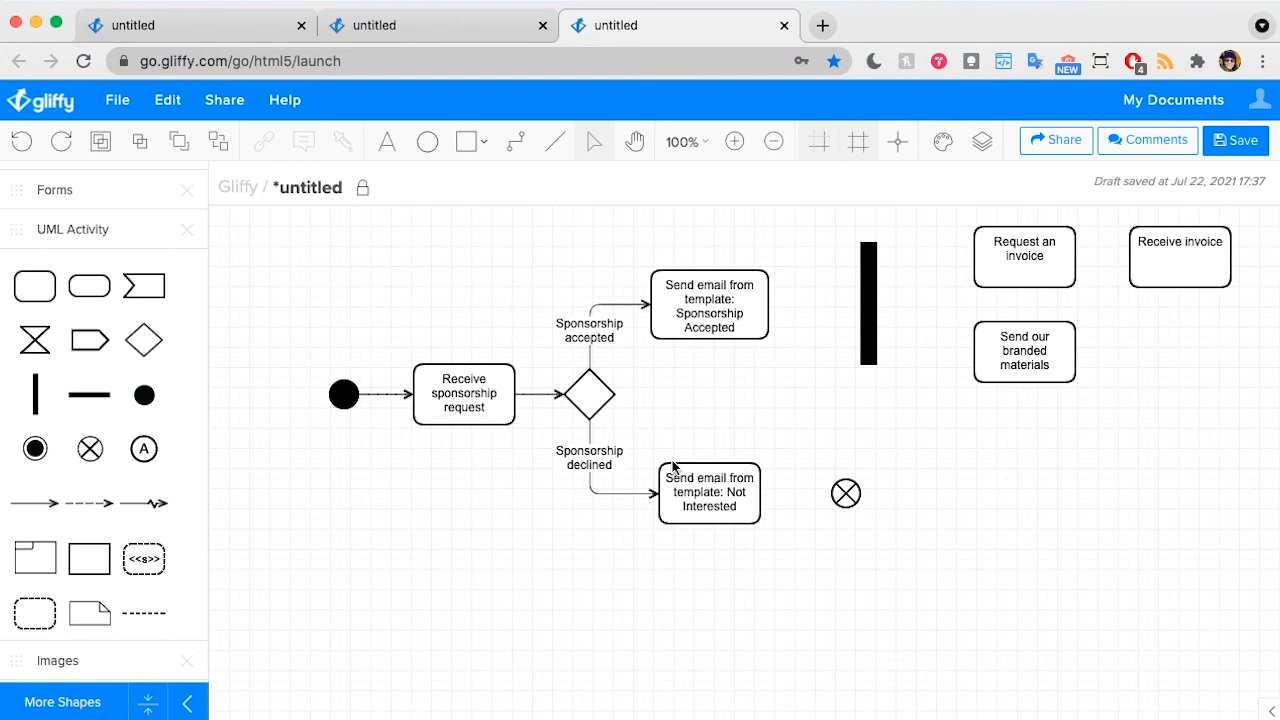 untitled
untitled
untitled
go.gliffy.com/go/html5/launch
NEW
4
gliffy
File
Edit
Share
Help
My Documents
A
100%
Share
Comments
Save
Forms
Gliffy / *untitled
Draft saved at Jul 22, 2021 17:37
UML Activity
A
<<s>>
Images
More Shapes
Receive
sponsorship
request
Sponsorship
accepted
Send email from
template:
Sponsorship
Accepted
Sponsorship
declined
Send email from
template: Not
Interested
Request an
invoice
Receive invoice
Send our
branded
materials